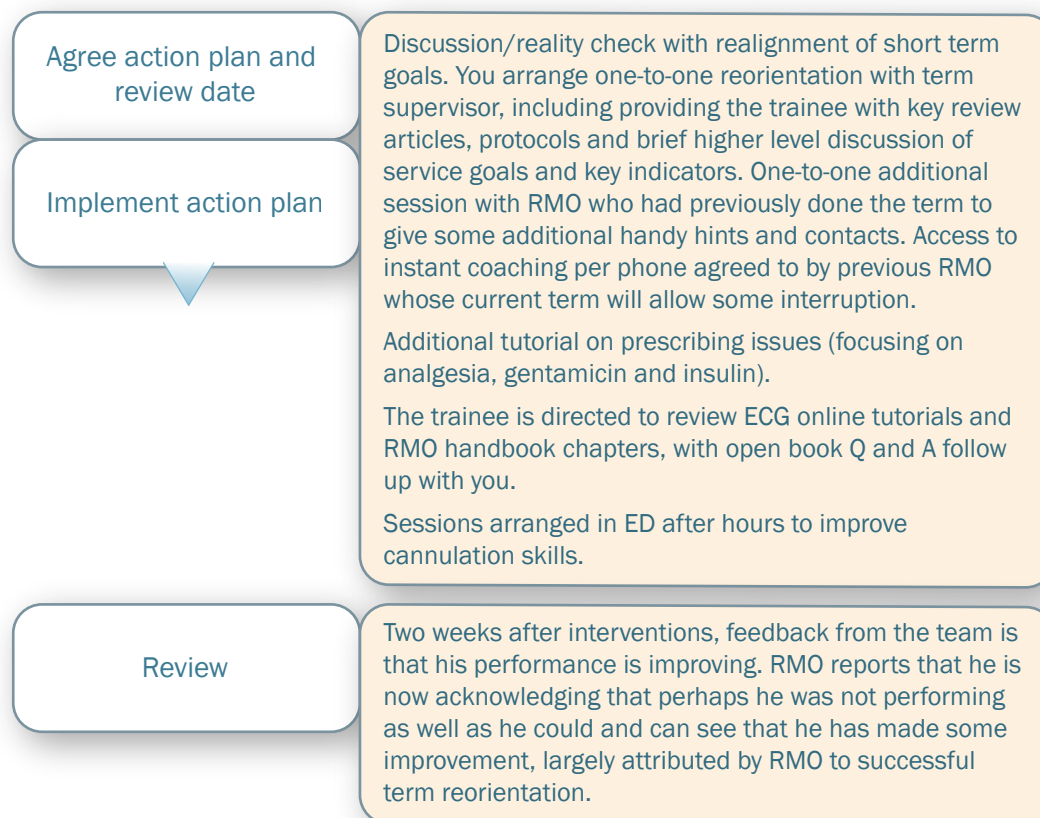 Agree action plan and
review date
Implement action plan
Discussion/reality check with realignment of short term
goals. You arrange one-to-one reorientation with term
supervisor, including providing the trainee with key review
articles, protocols and brief higher level discussion of
service goals and key indicators. One-to-one additional
session with RMO who had previously done the term to
give some additional handy hints and contacts. Access to
instant coaching per phone agreed to by previous RMO
whose current term will allow some interruption.
Additional tutorial on prescribing issues (focusing on
analgesia, gentamicin and insulin).
The trainee is directed to review ECG online tutorials and
RMO handbook chapters, with open book Q and A follow
up with you.
Sessions arranged in ED after hours to improve
cannulation skills.
Review
Two weeks after interventions, feedback from the team is
that his performance is improving. RMO reports that he is
now acknowledging that perhaps he was not performing
as well as he could and can see that he has made some
improvement, largely attributed by RMO to successful
term reorientation.